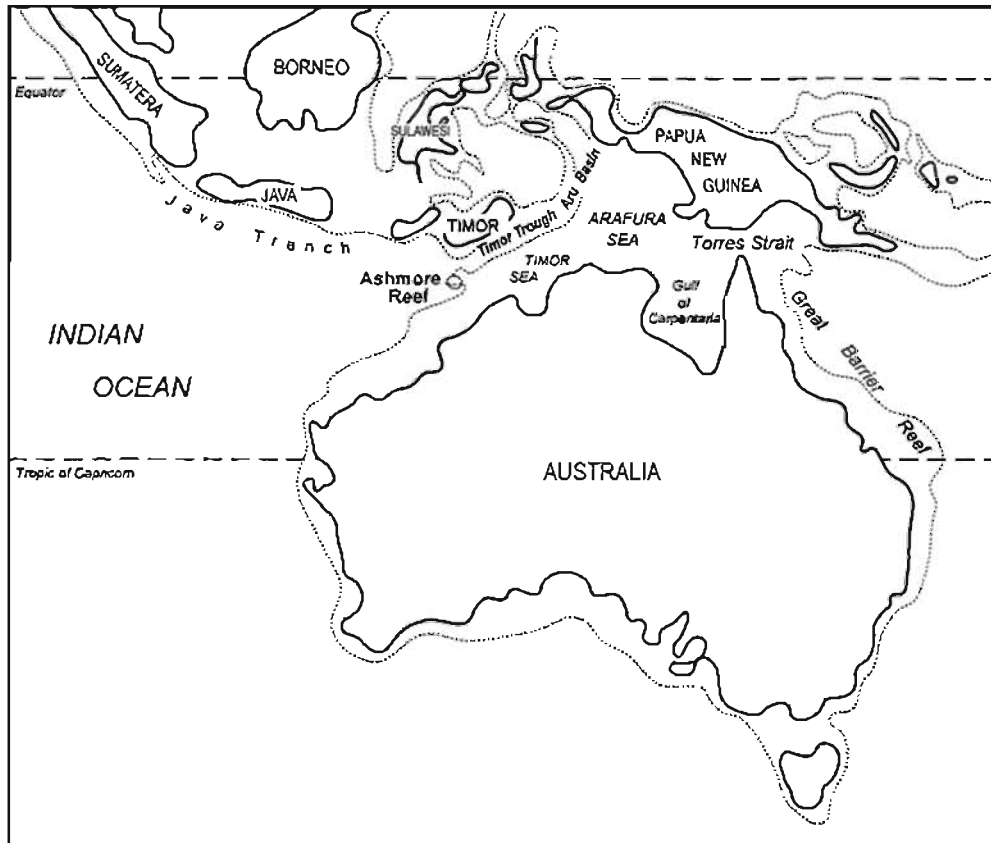 BORNEO
SUMATERA
Equator
SULAWESI
PAPUA
NEW
GUINEA
JAVA
Java Tranch
TIMOR
Timor Trough
Aru Basin
ARAFURA
SEA
Torres Strait
TIMOR
SEA
Ashmore
Reef
Gulf
of
Carpentaria
Great Barrier Reef
INDIAN
OCEAN
Tropic of Capricorn
AUSTRALIA